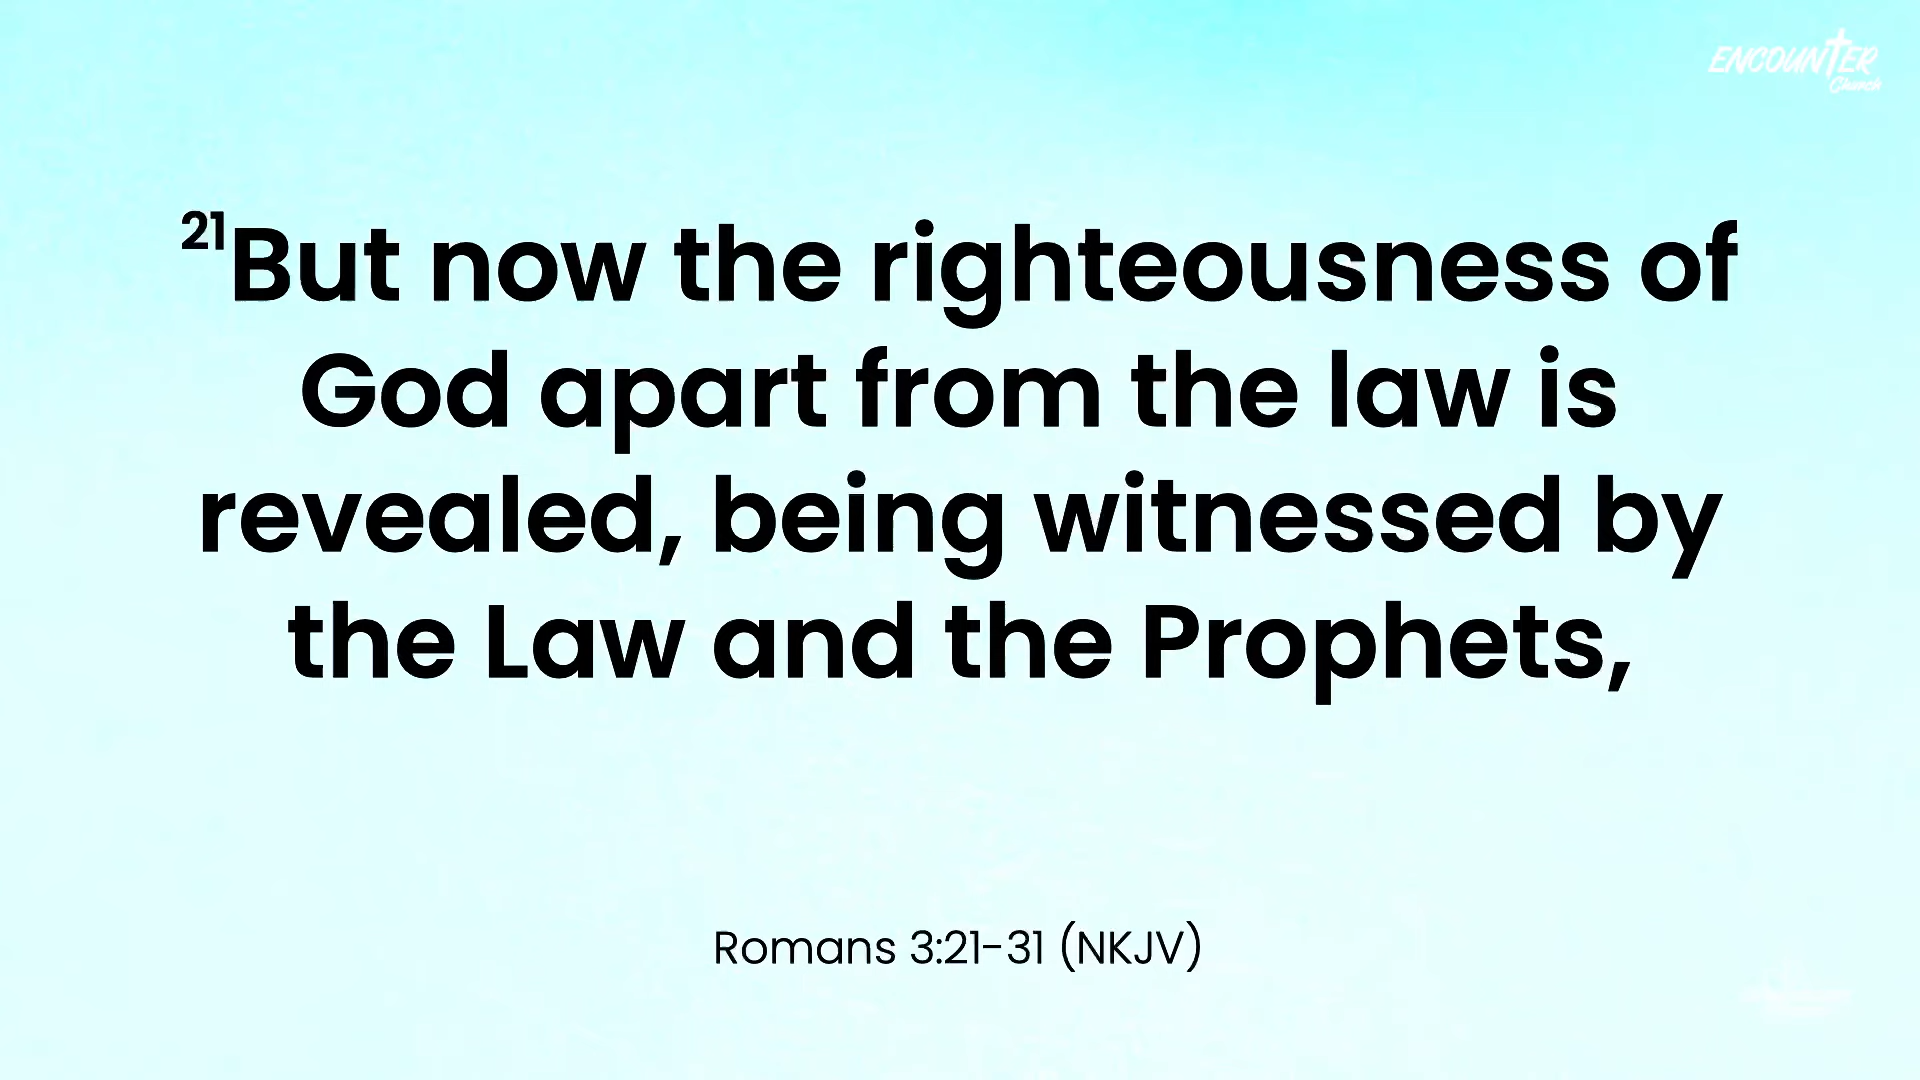 ENCOUNTER
Church
21But now the righteousness of
God apart from the law is
revealed, being witnessed by
the Law and the Prophets,
Romans 3:21-31 (NKJV)